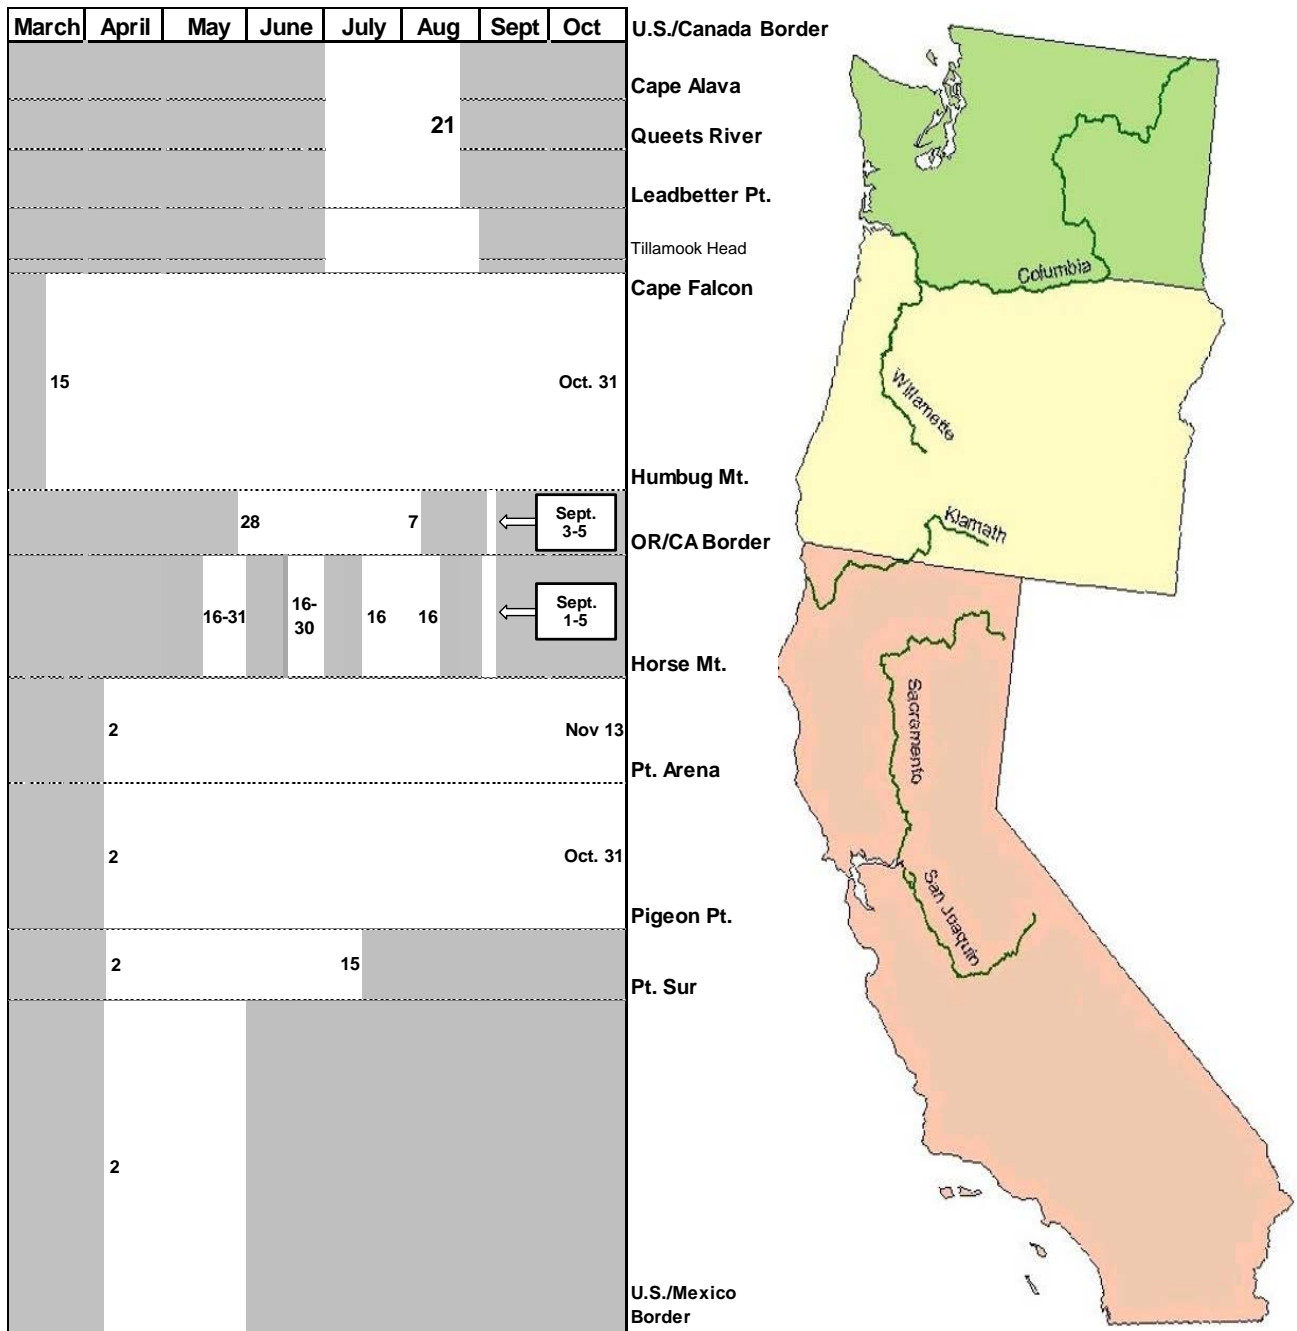 March April May June July Aug Sept Oct
U.S./Canada Border
Cape Alava
21
Queets River
Leadbetter Pt.
Tillamook Head
Cape Falcon
15 Oct. 31
Humbug Mt.
28 7 Sept.
3-5
OR/CA Border
16-31 16-
30 16 16 Sept.
1-5
Horse Mt.
2 Nov 13
Pt. Arena
2 Oct. 31
Pigeon Pt.
2 15
Pt. Sur
2
U.S./Mexico
Border
Columbia
Willamette
Klamath
Sacramento
San Joaquin